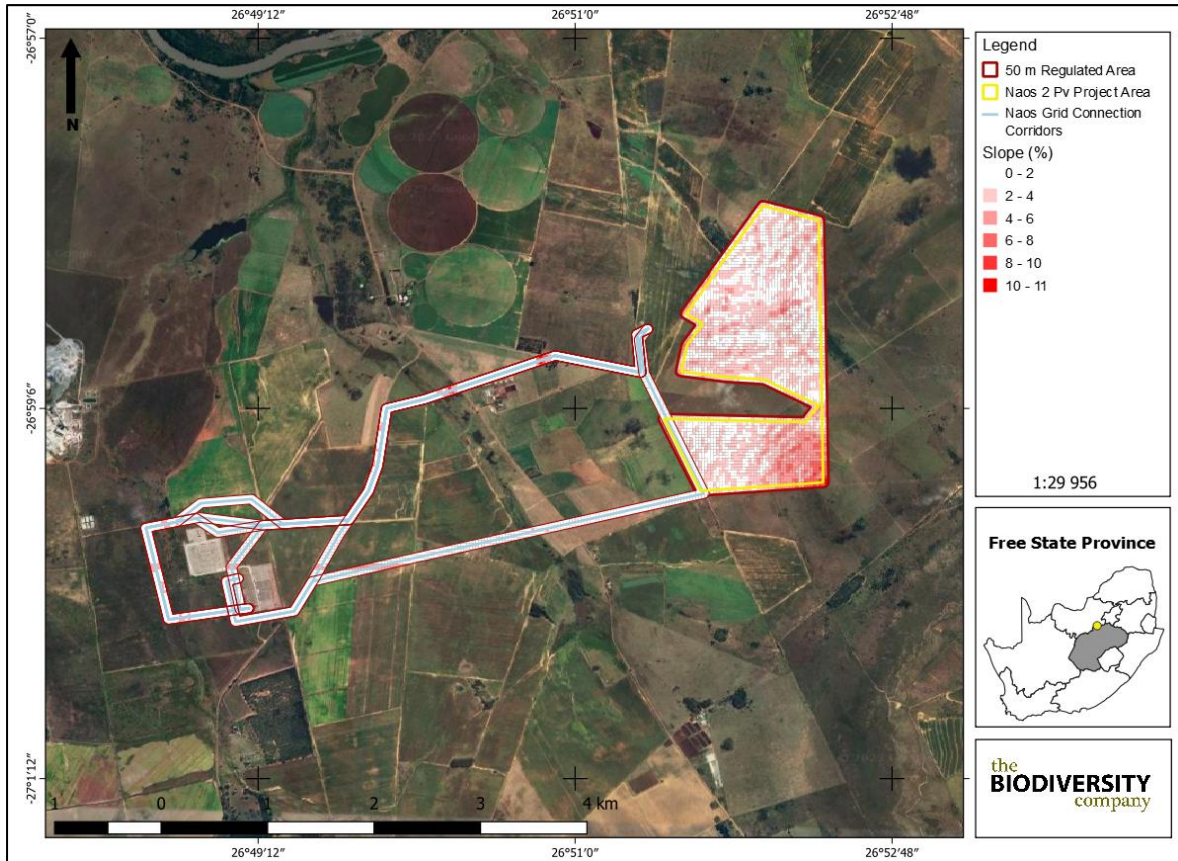 26°49′12″ 26°51′0″ 26°52′48″
-26°57′0″
-26°59′6″
-27°1′12″
N
1 0 1 2 3 4 km
26°49′12″ 26°51′0″ 26°52′48″
Legend
50 m Regulated Area
Naos 2 Pv Project Area
Naos Grid Connection
Corridors
Slope (%)
0 - 2
2 - 4
4 - 6
6 - 8
8 - 10
10 - 11
1:29 956
Free State Province
the
BIODIVERSITY
company